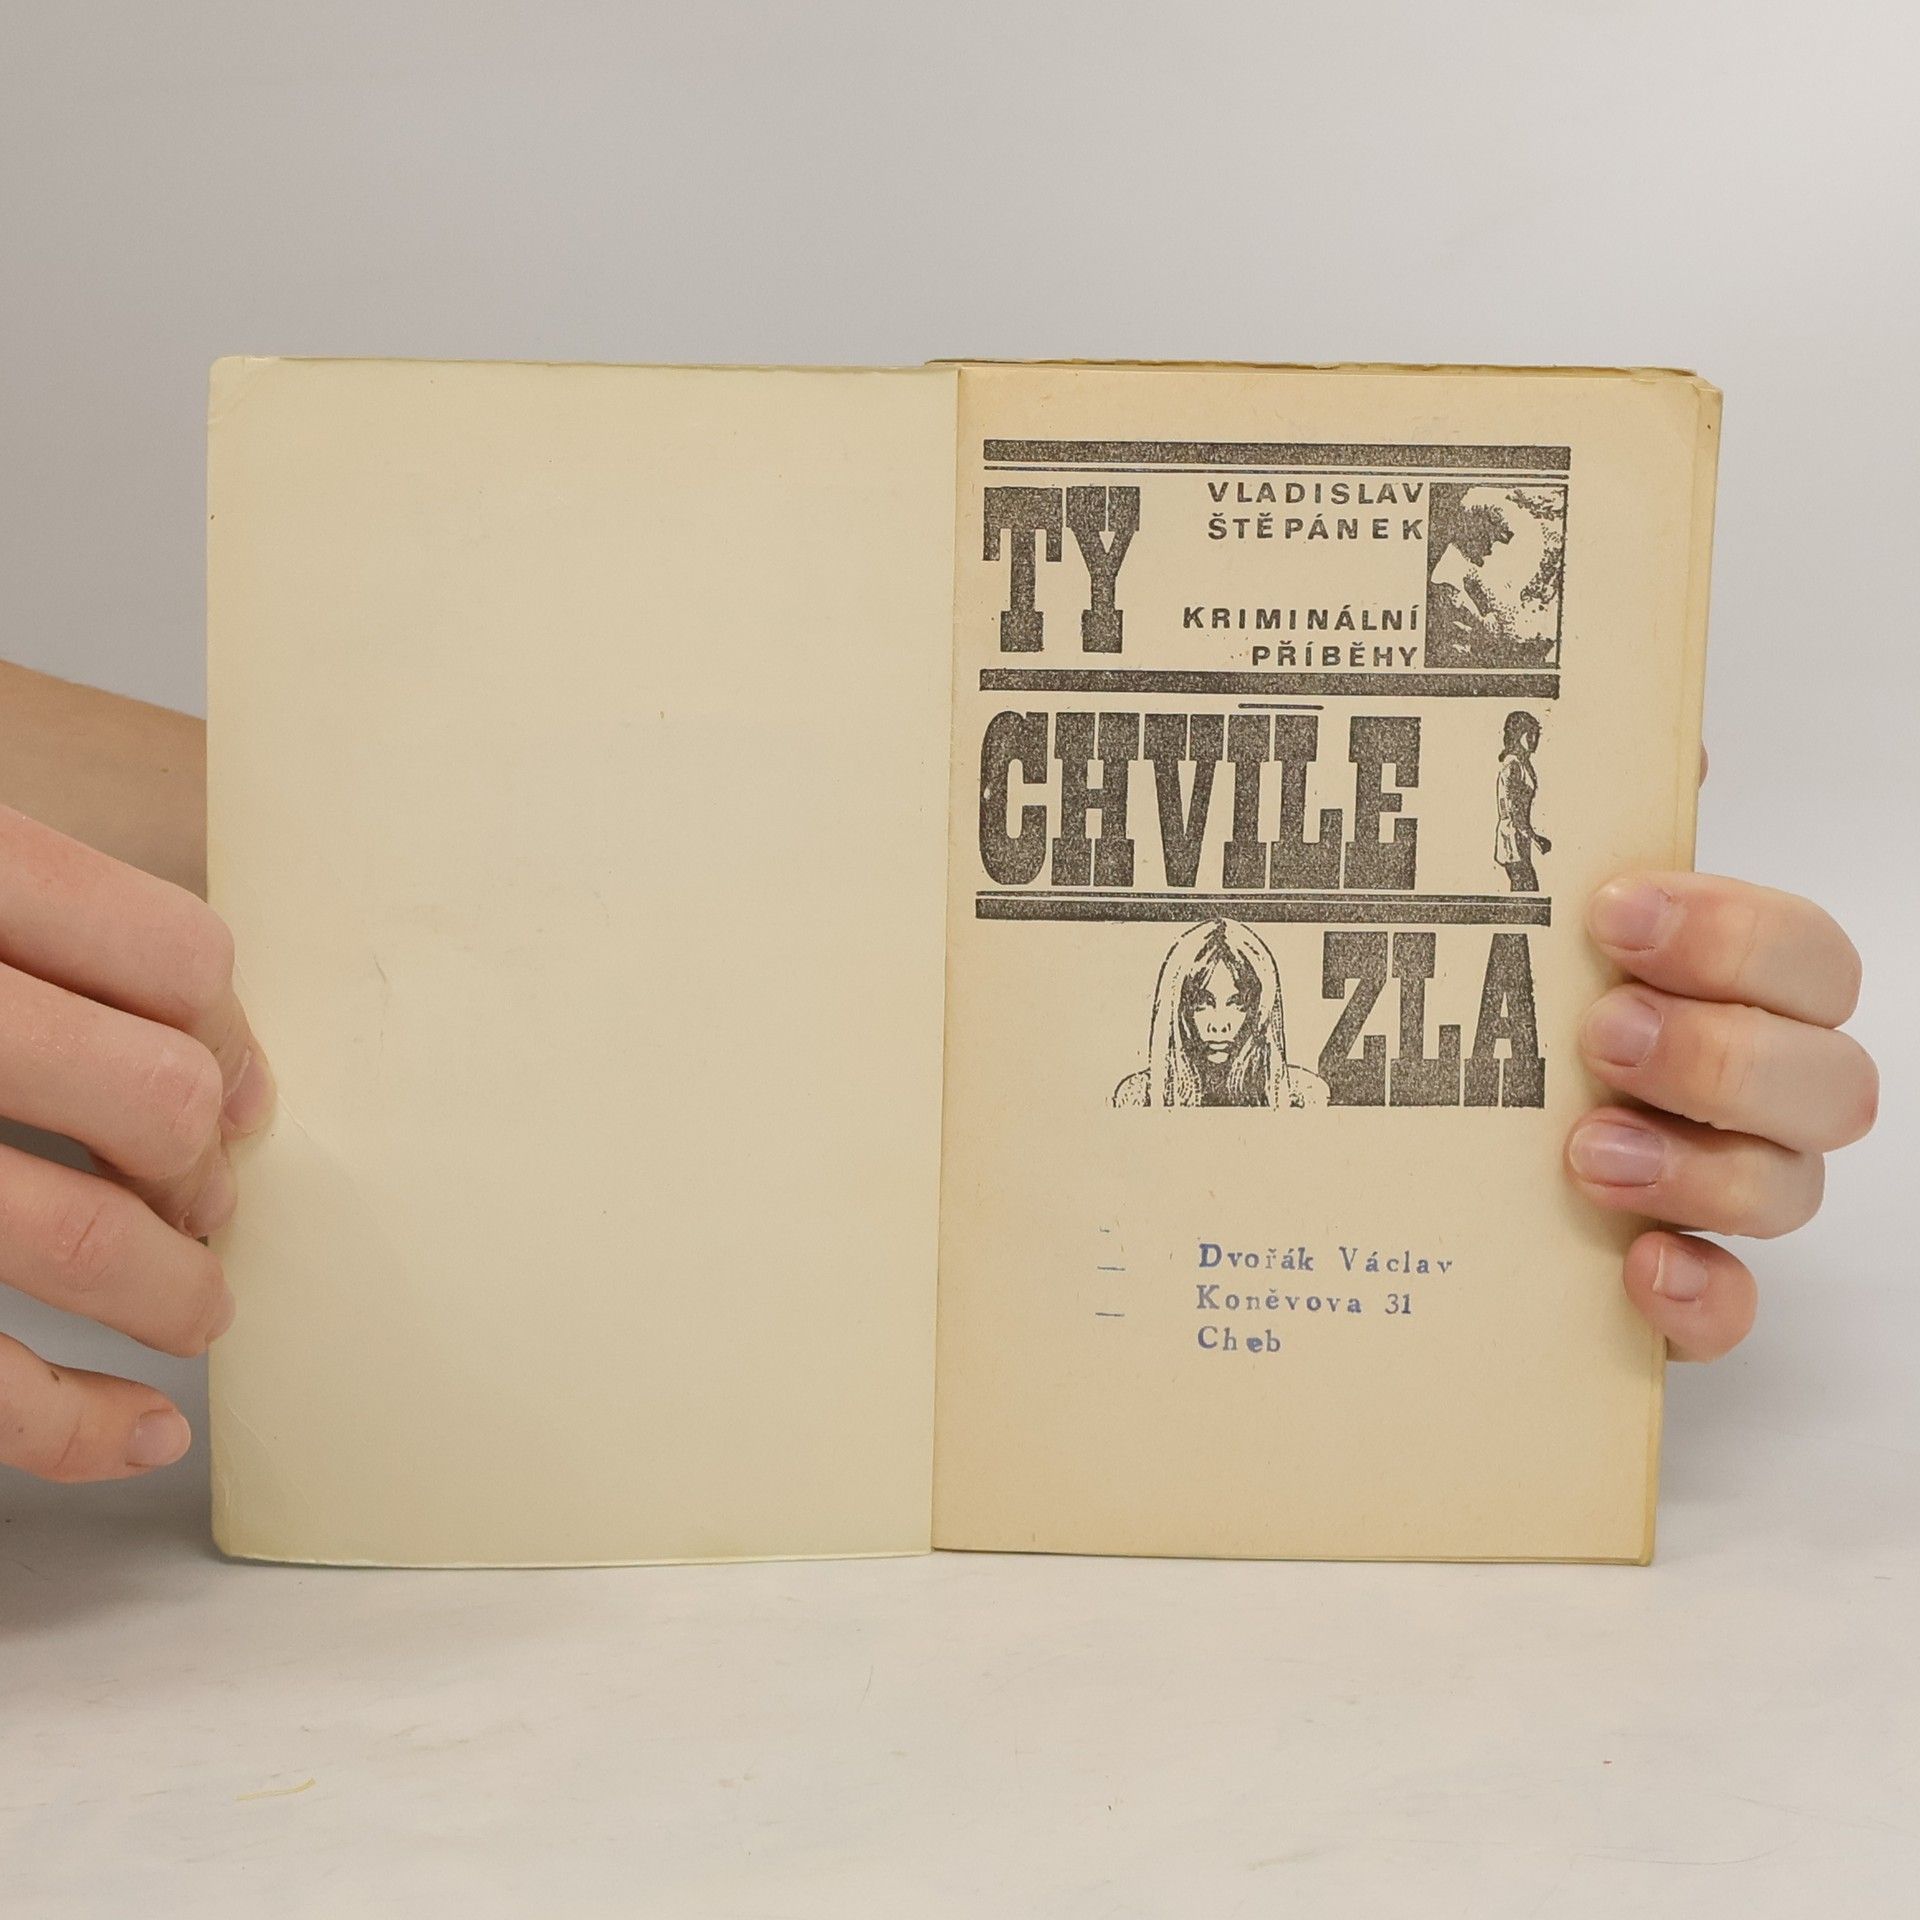 VLADISLAV
ŠTĚPÁNEK
TY
KRIMINÁLNÍ
PŘÍBĚHY
CHVÍLE
ZLA
Dvořák Václav
Koněvova 31
Cheb